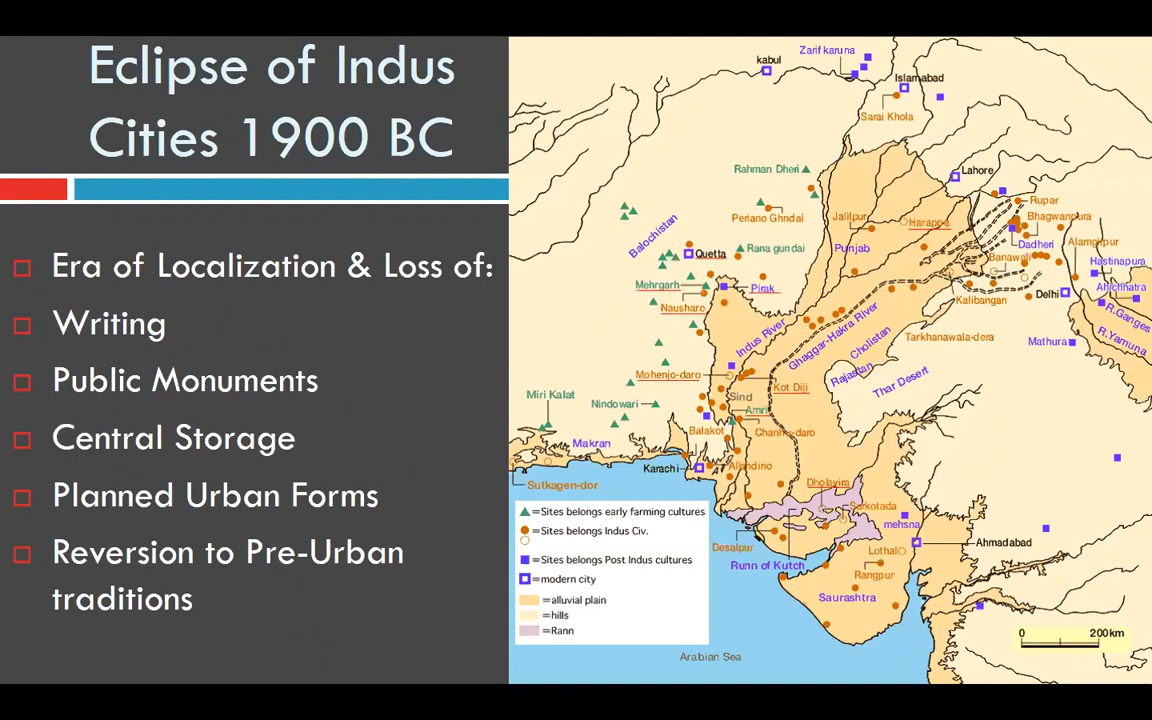 Eclipse of Indus
Cities 1900 BC
Era of Localization & Loss of:
Writing
Public Monuments
Central Storage
Planned Urban Forms
Reversion to Pre-Urban
traditions
kabul
Zarif karuna
Islamabad
Sarai Khola
Rahman Dheri
Lahore
Periano Ghndai
Jalilpur
Harappa
Rupar
Bhagwanpura
Balochistan
Quetta
Rana gundai
Punjab
Dadheri
Alamgirpur
Banawali
Hastinapura
Mehrgarh
Pirak
Nausharo
Kalibangan
Delhi
Ahichhatra
R.Ganges
R.Yamuna
Indus River
Ghaggar-Hakra River
Cholistan
Tarkhanawala-dera
Mathura
Mohenjo-daro
Kot Diji
Rajastan
Thar Desert
Miri Kalat
Nindowari
Sind
Amri
Makran
Balakot
Chanhu-daro
Karachi
Allahdino
Sutkagen-dor
Dholavira
Surkotada
mehsna
Desalpur
Ahmadabad
Lothal
Runn of Kutch
Rangpur
Saurashtra
Arabian Sea
=Sites belongs early farming cultures
=Sites belongs Indus Civ.
=Sites belongs Post Indus cultures
=modern city
=alluvial plain
=hills
=Rann
0 200km